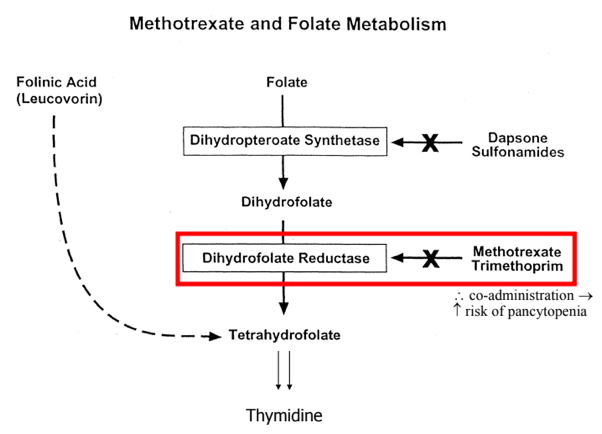 Methotrexate and Folate Metabolism
Folinic Acid
(Leucovorin)
Folate
Dihydropteroate Synthetase
X
Dapsone
Sulfonamides
Dihydrofolate
Dihydrofolate Reductase
X
Methotrexate
Trimethoprim
∴ co-administration →
↑ risk of pancytopenia
Tetrahydrofolate
Thymidine